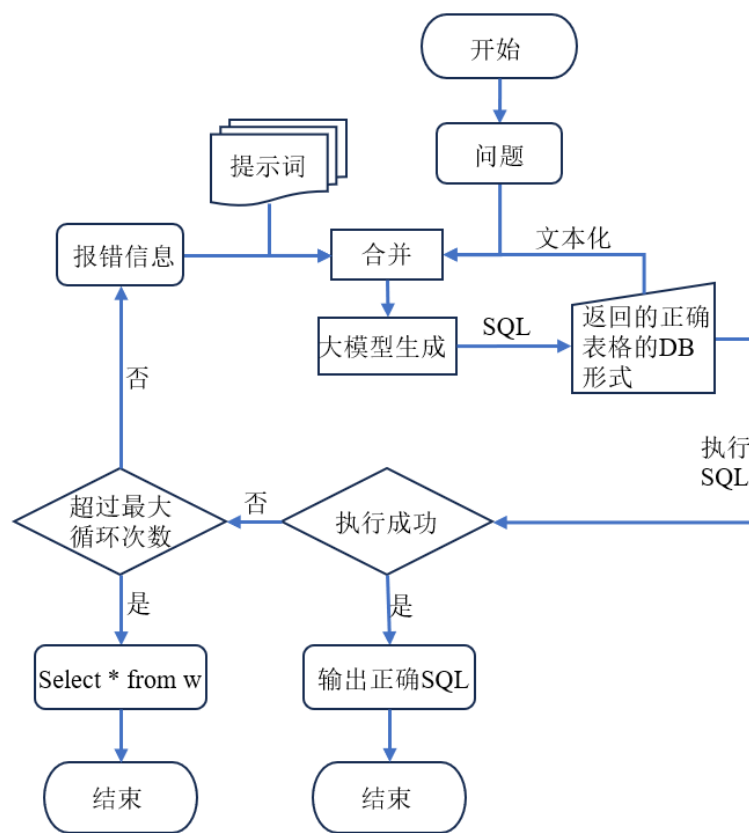 开始
问题
提示词
文本化
报错信息
合并
返回的正确
表格的DB
形式
大模型生成
SQL
否
执行
SQL
超过最大
循环次数
否
执行成功
是
是
Select * from w
输出正确SQL
结束
结束